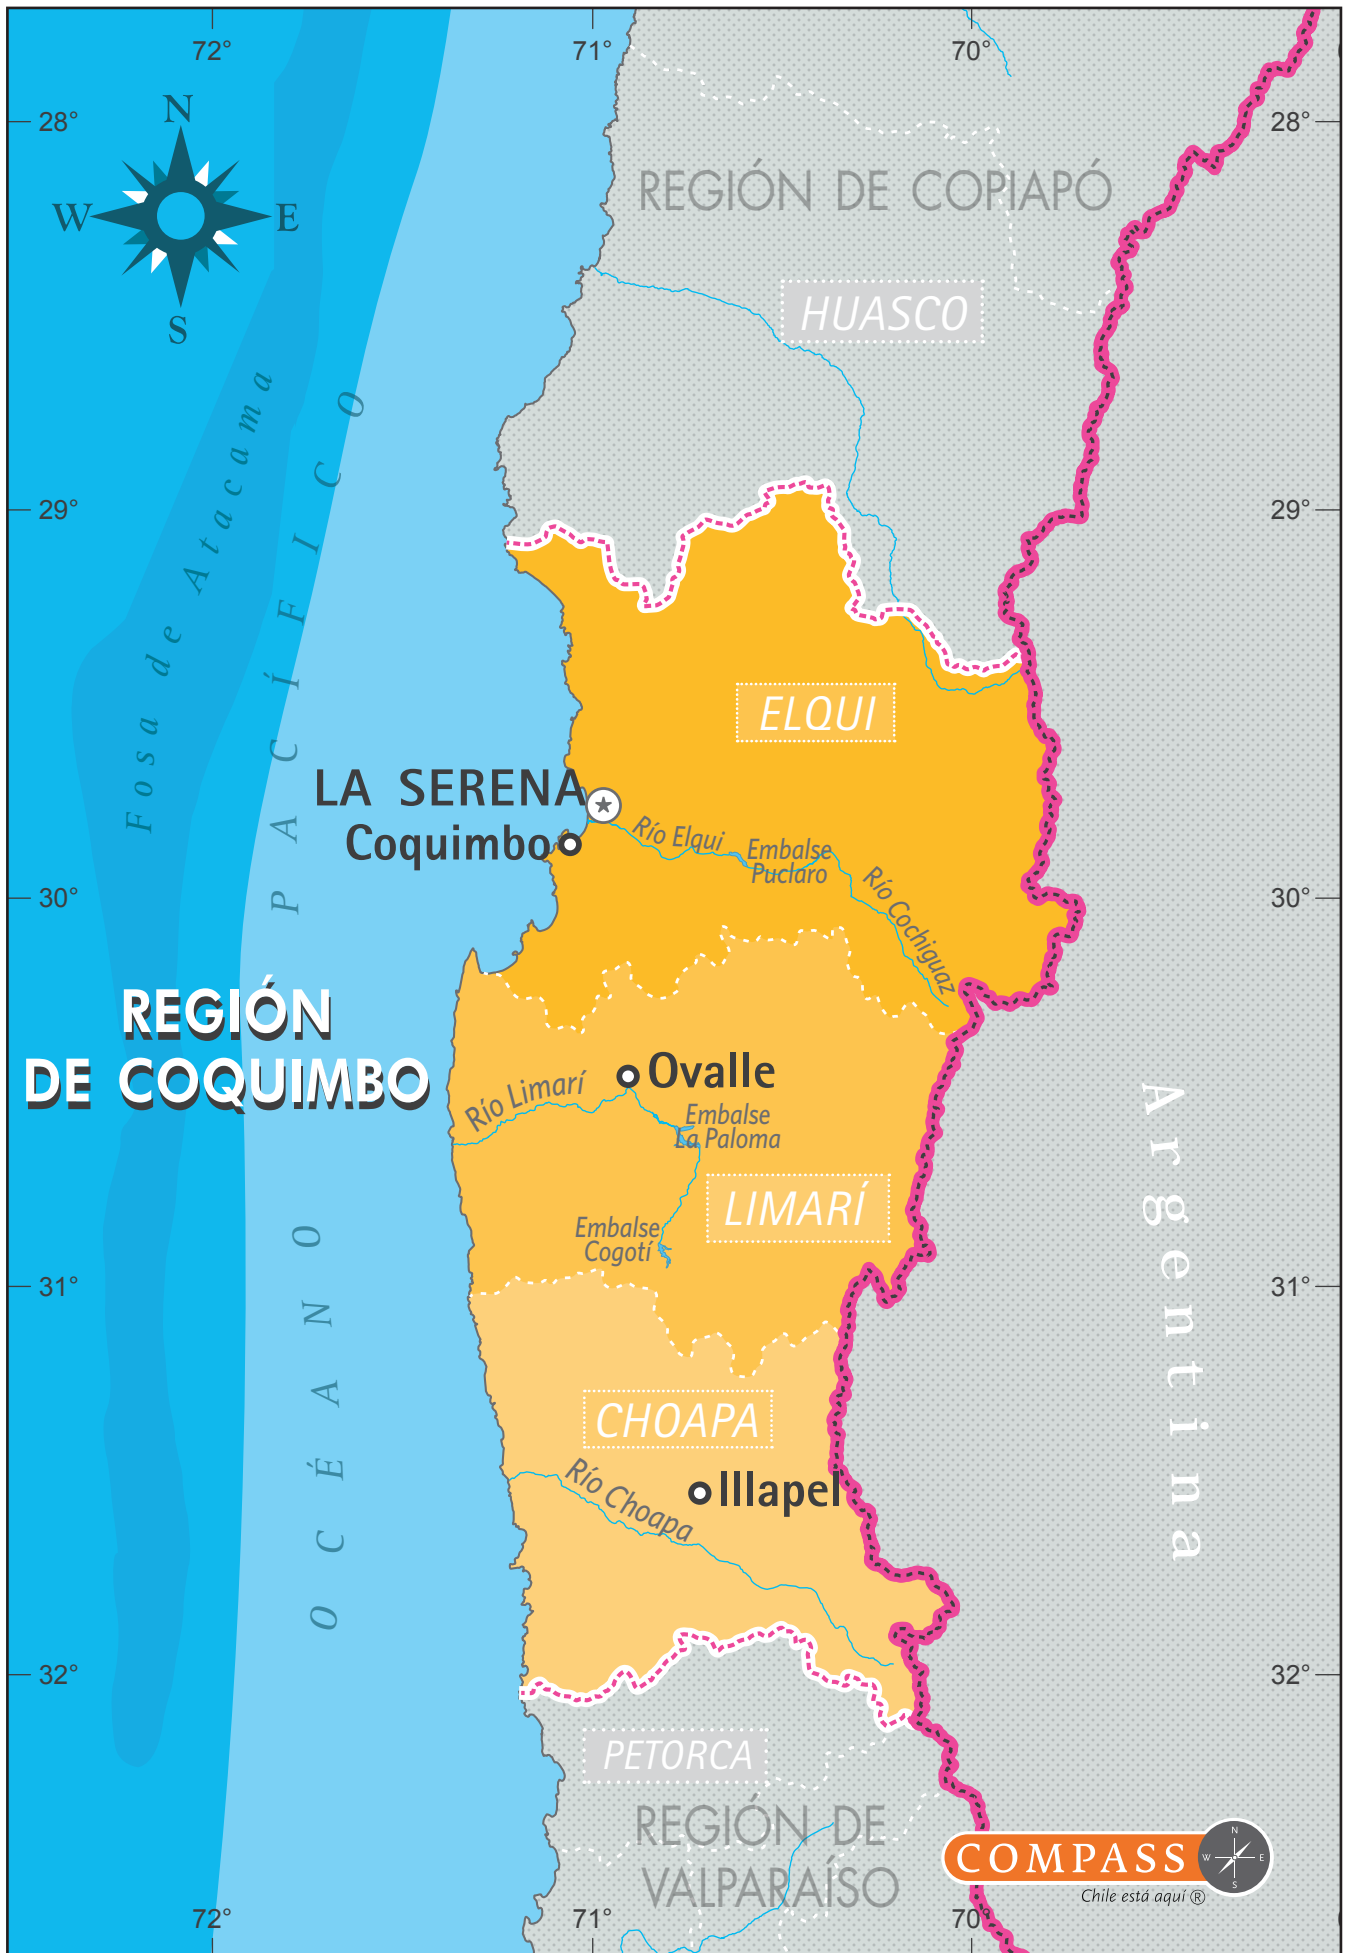 72°
71°
70°
28°
28°
N
W
E
S
REGIÓN DE COPIAPÓ
HUASCO
Fosa de Atacama
OCÉANO PACÍFICO
29°
29°
ELQUI
LA SERENA
Coquimbo
Río Elqui
Embalse
Puclaro
Río Cochiguaz
30°
30°
REGIÓN
DE COQUIMBO
Ovalle
Río Limarí
Embalse
La Paloma
LIMARÍ
Embalse
Cogotí
Argentina
31°
31°
CHOAPA
Río Choapa
Illapel
32°
32°
PETORCA
REGIÓN DE
VALPARAÍSO
COMPASS
N
W
E
S
Chile está aquí ®
72°
71°
70°